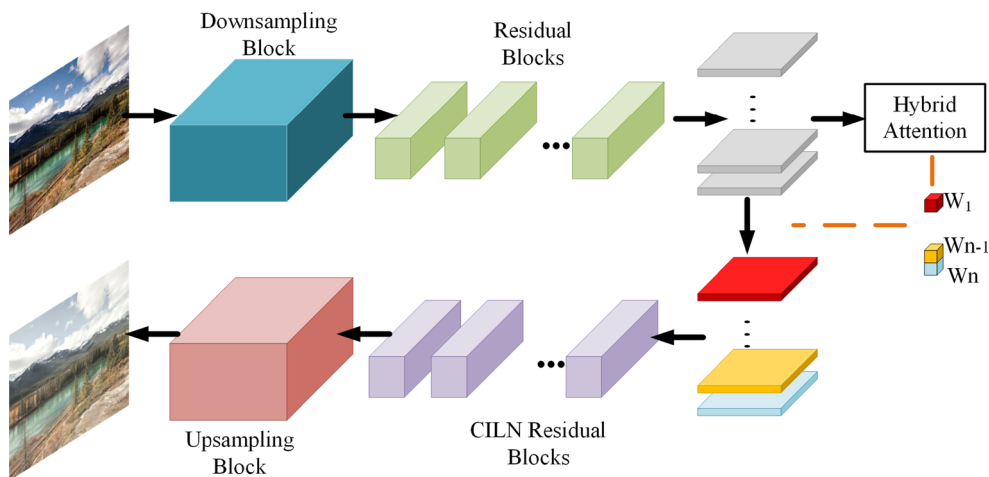 Downsampling
Block
Residual
Blocks
Hybrid
Attention
W₁
Wn-1
Wn
Upsampling
Block
CILN Residual
Blocks